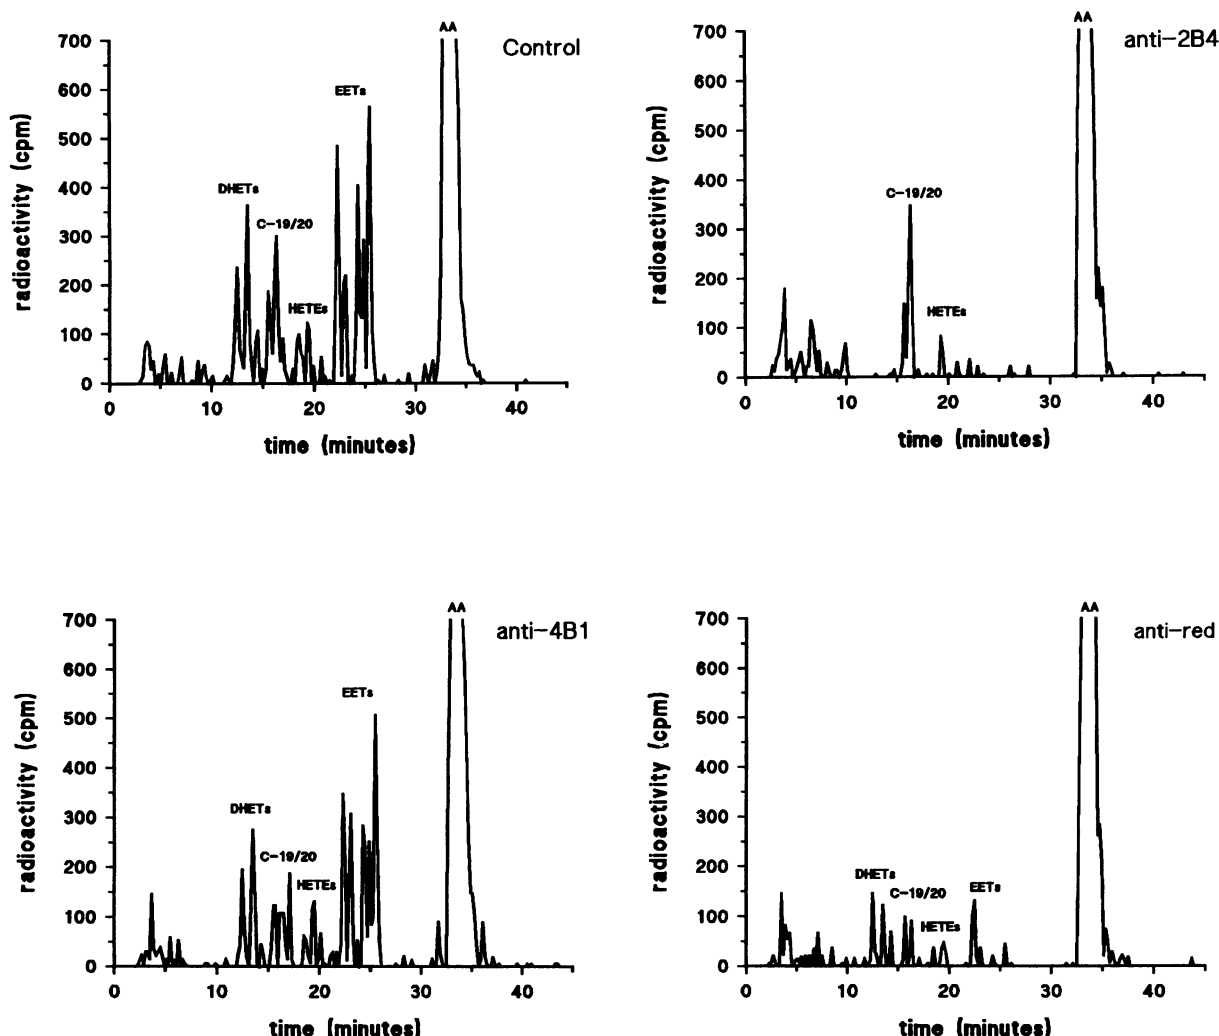 AA
Control
700
600
500
400
300
200
100
0
radioactivity (cpm)
EETs
DHETs
C-19/20
HETEs
0 10 20 30 40
time (minutes)
AA
anti-2B4
700
600
500
400
300
200
100
0
radioactivity (cpm)
C-19/20
HETEs
0 10 20 30 40
time (minutes)
AA
anti-4B1
700
600
500
400
300
200
100
0
radioactivity (cpm)
EETs
DHETs
C-19/20
HETEs
0 10 20 30 40
time (minutes)
AA
anti-red
700
600
500
400
300
200
100
0
radioactivity (cpm)
DHETs
C-19/20
EETs
HETEs
0 10 20 30 40
time (minutes)